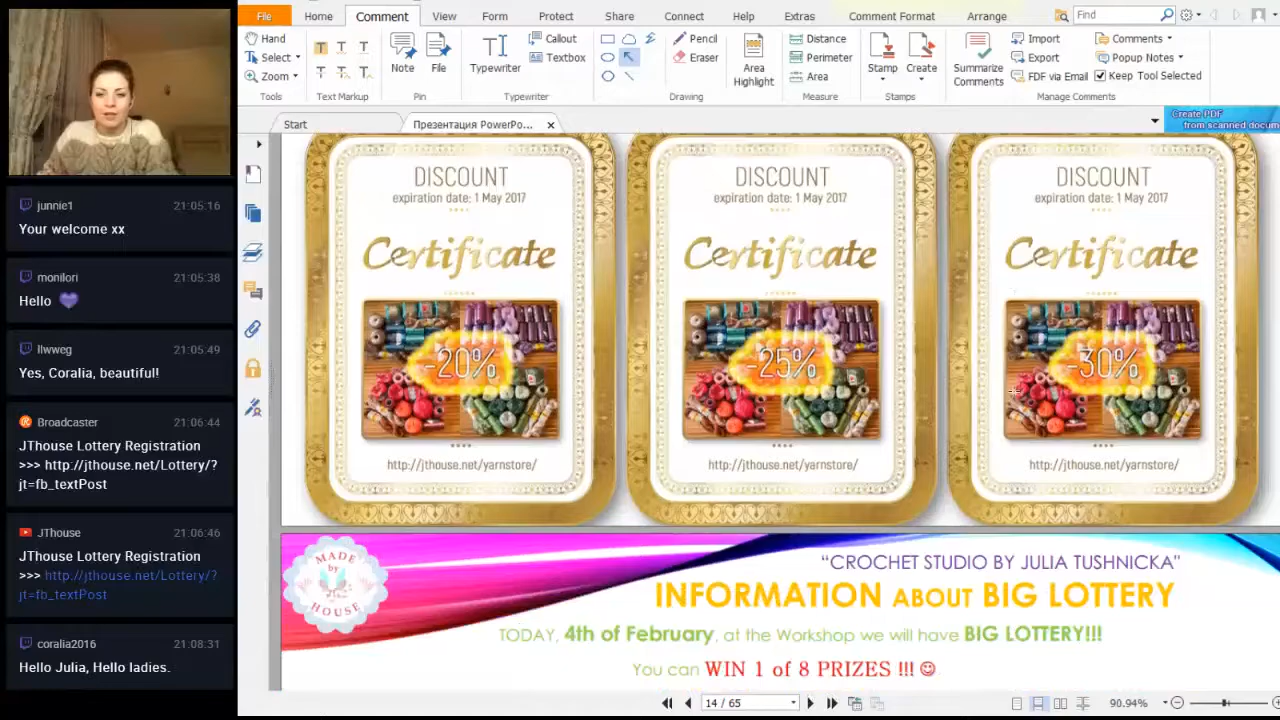 junnie1 21:05:16
Your welcome xx
monilori 21:05:38
Hello
llwweg 21:05:49
Yes, Coralia, beautiful!
Broadcaster 21:06:44
JThouse Lottery Registration
>>> http://jthouse.net/Lottery/?
jt=fb_textPost
JThouse 21:06:46
JThouse Lottery Registration
>>> http://jthouse.net/Lottery/?
jt=fb_textPost
coralia2016 21:08:31
Hello Julia, Hello ladies.
File Home Comment View Form Protect Share Connect Help Extras Comment Format Arrange Find
Hand Callout Pencil Distance Import Comments
Select Note File Typewriter Textbox Eraser Area Highlight Perimeter Stamp Create Summarize Comments Export Popup Notes
Zoom Area FDF via Email Keep Tool Selected
Tools Text Markup Pin Typewriter Drawing Measure Stamps Manage Comments
Start Презентация PowerPo... Create PDF
from scanned docum
DISCOUNT DISCOUNT DISCOUNT
expiration date: 1 May 2017 expiration date: 1 May 2017 expiration date: 1 May 2017
Certificate Certificate Certificate
-20% -25% -30%
http://jthouse.net/yarnstore/ http://jthouse.net/yarnstore/ http://jthouse.net/yarnstore/
MADE
by
HOUSE
“CROCHET STUDIO BY JULIA TUSHNICKA”
INFORMATION ABOUT BIG LOTTERY
TODAY, 4th of February, at the Workshop we will have BIG LOTTERY!!!
You can WIN 1 of 8 PRIZES !!!
14 / 65 90.94%